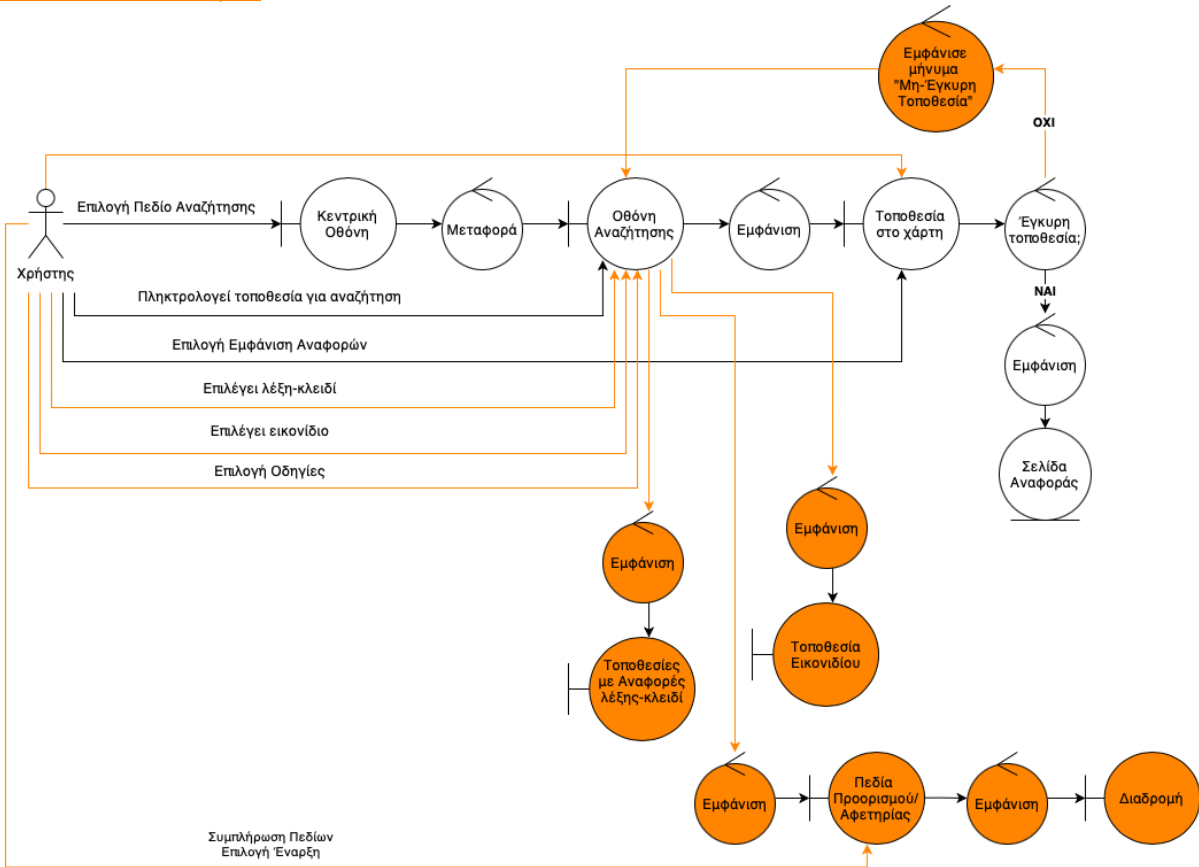 Εμφάνισε
μήνυμα
"Μη-Έγκυρη
Τοποθεσία"
ΟΧΙ
Επιλογή Πεδίο Αναζήτησης
Κεντρική
Οθόνη
Μεταφορά
Οθόνη
Αναζήτησης
Εμφάνιση
Τοποθεσία
στο χάρτη
Έγκυρη
τοποθεσία;
Χρήστης
ΝΑΙ
Πληκτρολογεί τοποθεσία για αναζήτηση
Επιλογή Εμφάνιση Αναφορών
Εμφάνιση
Επιλέγει λέξη-κλειδί
Επιλέγει εικονίδιο
Επιλογή Οδηγίες
Σελίδα
Αναφοράς
Εμφάνιση
Εμφάνιση
Τοποθεσίες
με Αναφορές
λέξης-κλειδί
Τοποθεσία
Εικονιδίου
Εμφάνιση
Πεδία
Προορισμού/
Αφετηρίας
Εμφάνιση
Διαδρομή
Συμπλήρωση Πεδίων
Επιλογή Έναρξη